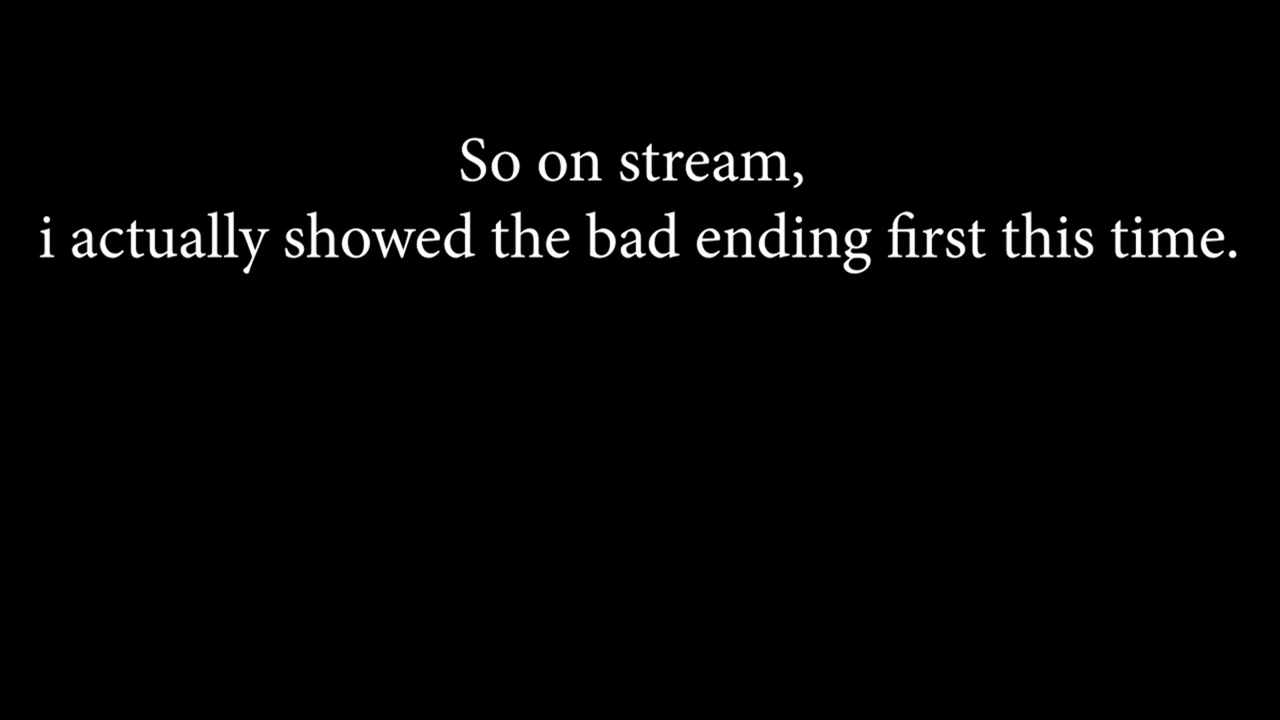 So on stream,
i actually showed the bad ending first this time.